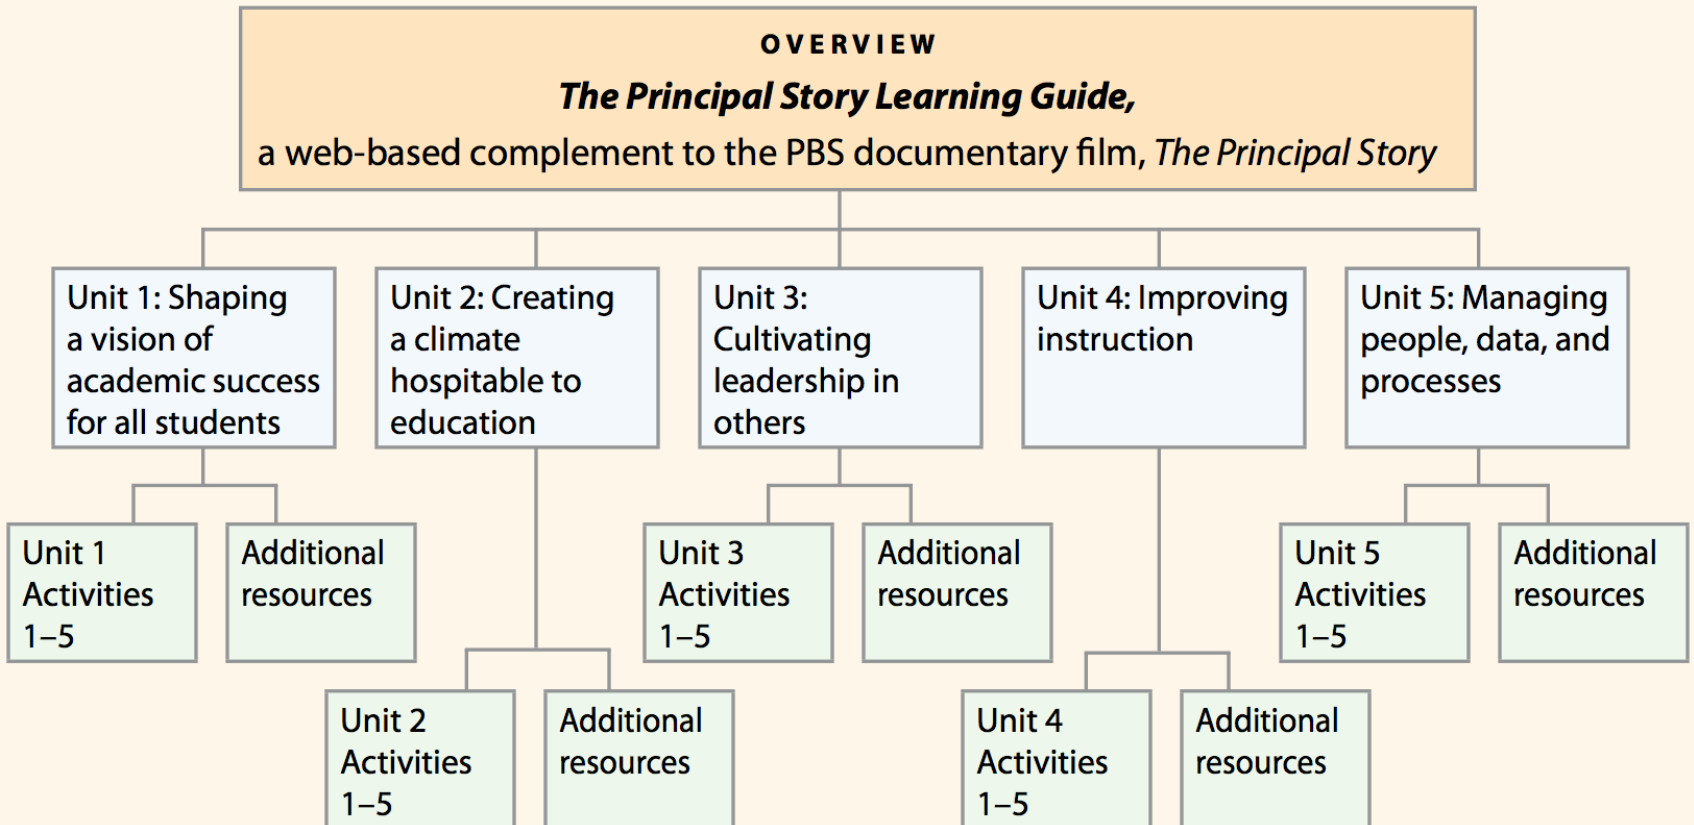 OVERVIEW
The Principal Story Learning Guide,
a web-based complement to the PBS documentary film, The Principal Story
Unit 1: Shaping
a vision of
academic success
for all students
Unit 2: Creating
a climate
hospitable to
education
Unit 3:
Cultivating
leadership in
others
Unit 4: Improving
instruction
Unit 5: Managing
people, data, and
processes
Unit 1
Activities
1–5
Additional
resources
Unit 2
Activities
1–5
Additional
resources
Unit 3
Activities
1–5
Additional
resources
Unit 4
Activities
1–5
Additional
resources
Unit 5
Activities
1–5
Additional
resources